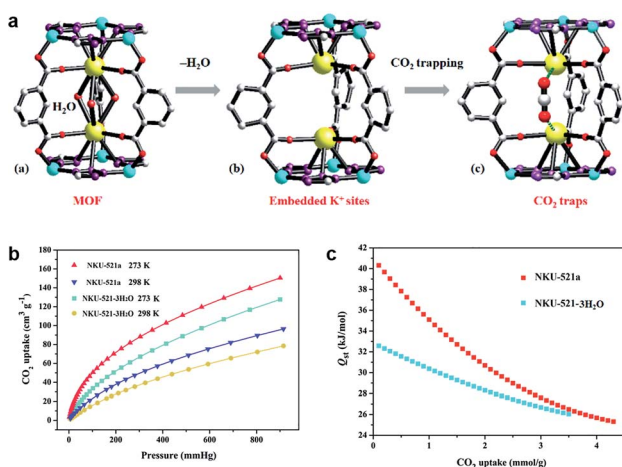 a
H₂O
–H₂O
CO₂ trapping
(a)
(b)
(c)
MOF
Embedded K⁺ sites
CO₂ traps
b
CO₂ uptake (cm³ g⁻¹)
180
160
140
120
100
80
60
40
20
0
NKU-521a 273 K
NKU-521a 298 K
NKU-521-3H₂O 273 K
NKU-521-3H₂O 298 K
0 200 400 600 800
Pressure (mmHg)
c
Qst (kJ/mol)
42
40
38
36
34
32
30
28
26
24
NKU-521a
NKU-521-3H₂O
0 1 2 3 4
CO₂ uptake (mmol/g)